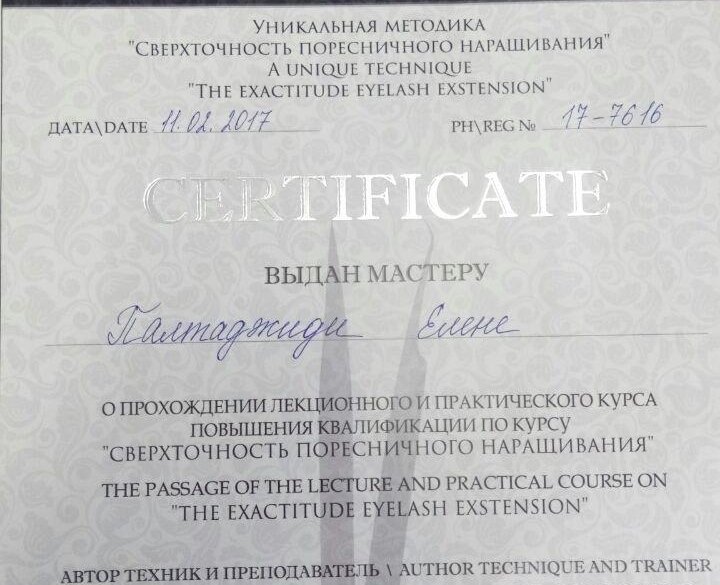 УНИКАЛЬНАЯ МЕТОДИКА
"СВЕРХТОЧНОСТЬ ПОРЕСНИЧНОГО НАРАЩИВАНИЯ"
A UNIQUE TECHNIQUE
"THE EXACTITUDE EYELASH EXSTENSION"
ДАТА\DATE 11.02.2017 РН\REG № 17-7616
CERTIFICATE
ВЫДАН МАСТЕРУ
Палтаджиди Елене
О ПРОХОЖДЕНИИ ЛЕКЦИОННОГО И ПРАКТИЧЕСКОГО КУРСА
ПОВЫШЕНИЯ КВАЛИФИКАЦИИ ПО КУРСУ
"СВЕРХТОЧНОСТЬ ПОРЕСНИЧНОГО НАРАЩИВАНИЯ"
THE PASSAGE OF THE LECTURE AND PRACTICAL COURSE ON
"THE EXACTITUDE EYELASH EXSTENSION"
АВТОР ТЕХНИК И ПРЕПОДАВАТЕЛЬ \ AUTHOR TECHNIQUE AND TRAINER